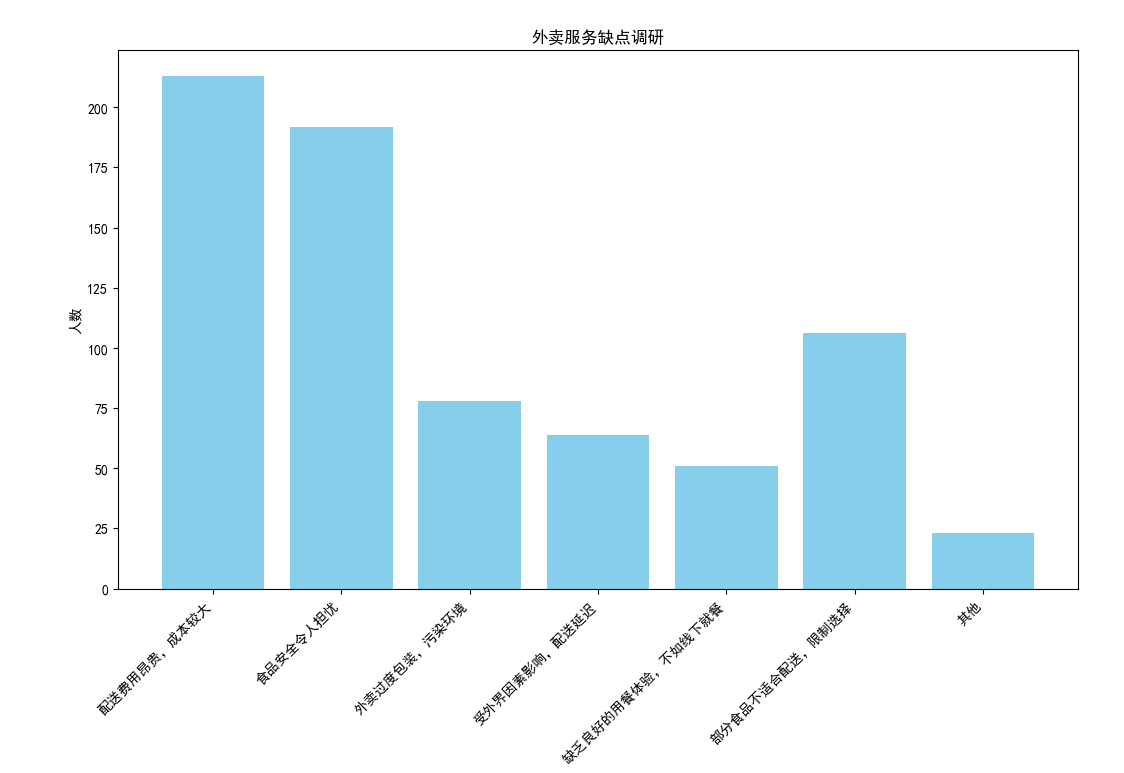 外卖服务缺点调研
人数
200
175
150
125
100
75
50
25
0
配送费用昂贵，成本较大
食品安全令人担忧
外卖过度包装，污染环境
受外界因素影响，配送延迟
缺乏良好的用餐体验，不如线下就餐
部分食品不适合配送，限制选择
其他